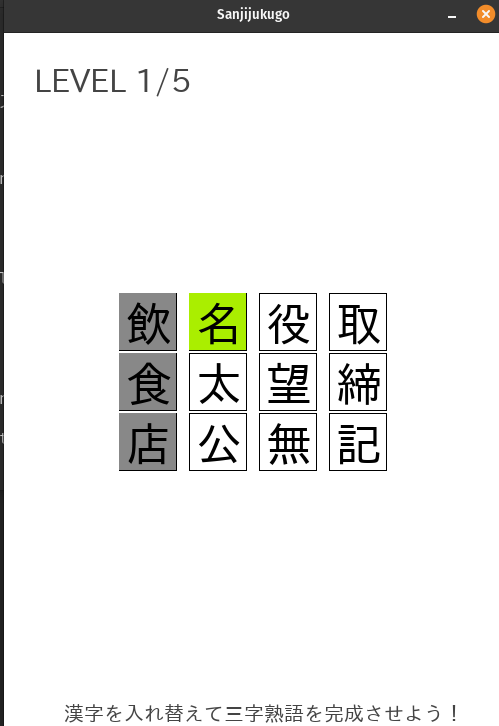 Sanjijukugo
LEVEL 1/5
飲 名 役 取
食 太 望 締
店 公 無 記
漢字を入れ替えて三字熟語を完成させよう！